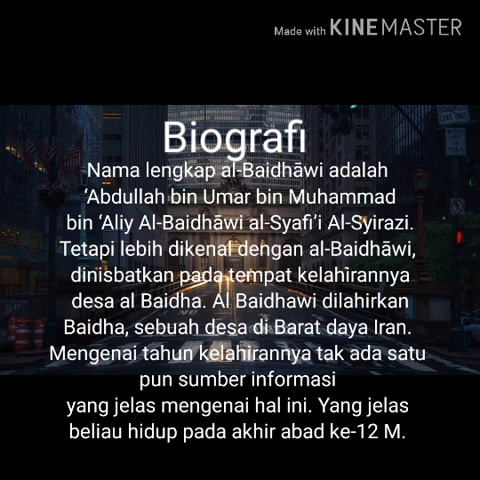 Made with KINEMASTER
Biografi
Nama lengkap al-Baidhāwi adalah
‘Abdullah bin Umar bin Muhammad
bin ‘Aliy Al-Baidhāwi al-Syafi’i Al-Syirazi.
Tetapi lebih dikenal dengan al-Baidhāwi,
dinisbatkan pada tempat kelahirannya
desa al Baidha. Al Baidhawi dilahirkan
Baidha, sebuah desa di Barat daya Iran.
Mengenai tahun kelahirannya tak ada satu
pun sumber informasi
yang jelas mengenai hal ini. Yang jelas
beliau hidup pada akhir abad ke-12 M.